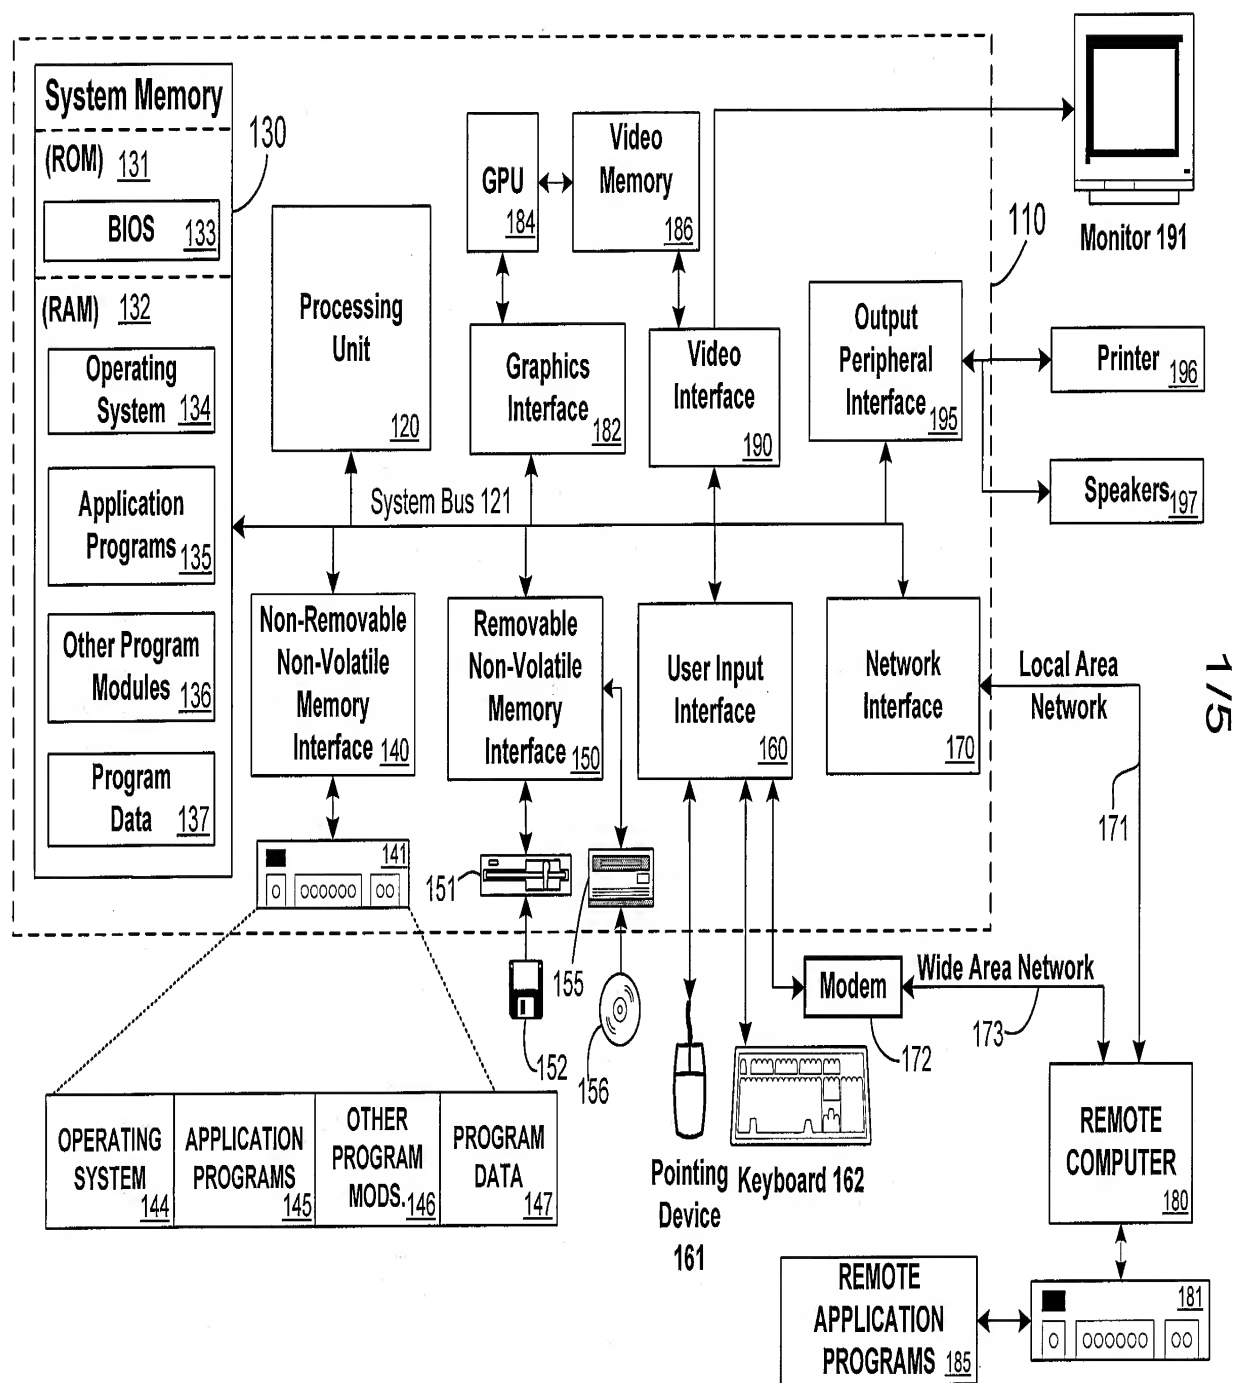 System Memory
(ROM) 131
BIOS 133
(RAM) 132
Operating
System 134
Application
Programs 135
Other Program
Modules 136
Program
Data 137
130
Processing
Unit
120
GPU
184
Video
Memory
186
Graphics
Interface
182
Video
Interface
190
Output
Peripheral
Interface
195
110
Monitor 191
Printer 196
Speakers 197
System Bus 121
Non-Removable
Non-Volatile
Memory
Interface 140
Removable
Non-Volatile
Memory
Interface 150
User Input
Interface
160
Network
Interface
170
Local Area
Network
171
1/5
141
151
155
152
156
Modem
172
Wide Area Network
173
OPERATING
SYSTEM
144
APPLICATION
PROGRAMS
145
OTHER
PROGRAM
MODS. 146
PROGRAM
DATA
147
Pointing
Device
161
Keyboard 162
REMOTE
COMPUTER
180
181
REMOTE
APPLICATION
PROGRAMS 185